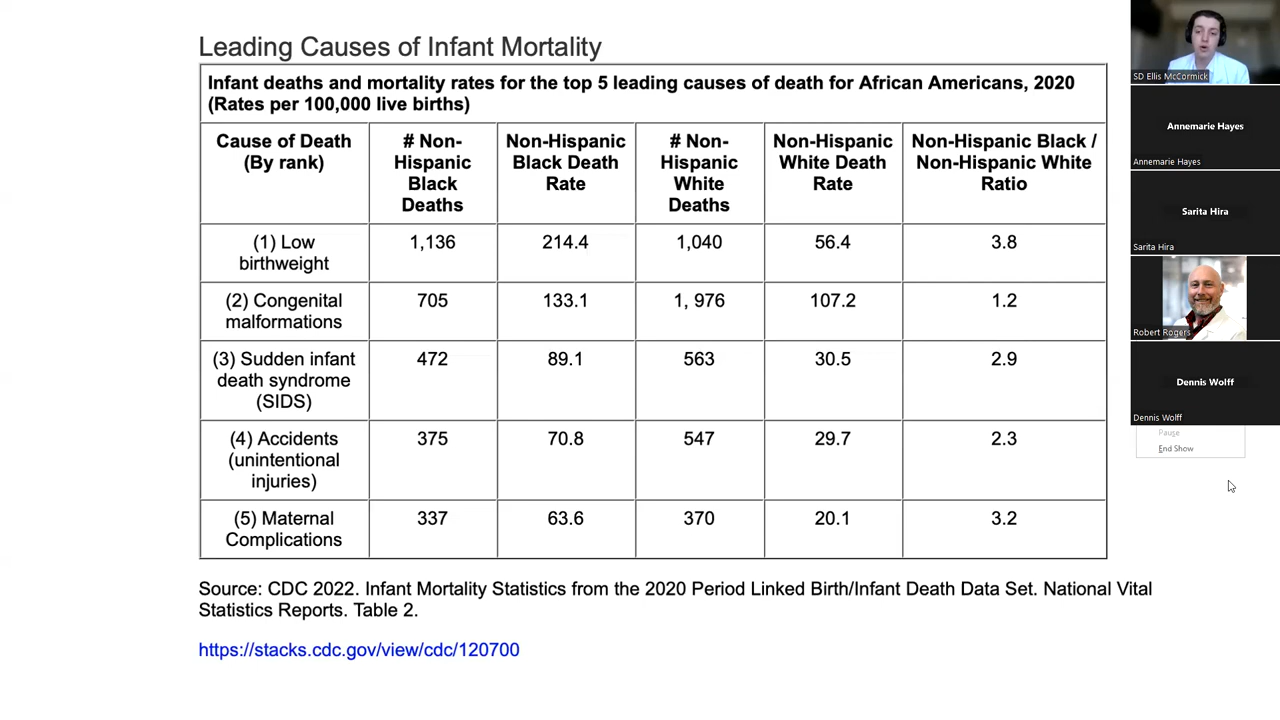 Leading Causes of Infant Mortality
Infant deaths and mortality rates for the top 5 leading causes of death for African Americans, 2020
(Rates per 100,000 live births)
Cause of Death
(By rank)
# Non-
Hispanic
Black
Deaths
Non-Hispanic
Black Death
Rate
# Non-
Hispanic
White
Deaths
Non-Hispanic
White Death
Rate
Non-Hispanic Black /
Non-Hispanic White
Ratio
(1) Low
birthweight
1,136
214.4
1,040
56.4
3.8
(2) Congenital
malformations
705
133.1
1, 976
107.2
1.2
(3) Sudden infant
death syndrome
(SIDS)
472
89.1
563
30.5
2.9
(4) Accidents
(unintentional
injuries)
375
70.8
547
29.7
2.3
(5) Maternal
Complications
337
63.6
370
20.1
3.2
Source: CDC 2022. Infant Mortality Statistics from the 2020 Period Linked Birth/Infant Death Data Set. National Vital
Statistics Reports. Table 2.
https://stacks.cdc.gov/view/cdc/120700
SD Ellis McCormick
Annemarie Hayes
Annemarie Hayes
Sarita Hira
Sarita Hira
Robert Rogers
Dennis Wolff
Dennis Wolff
Pause
End Show